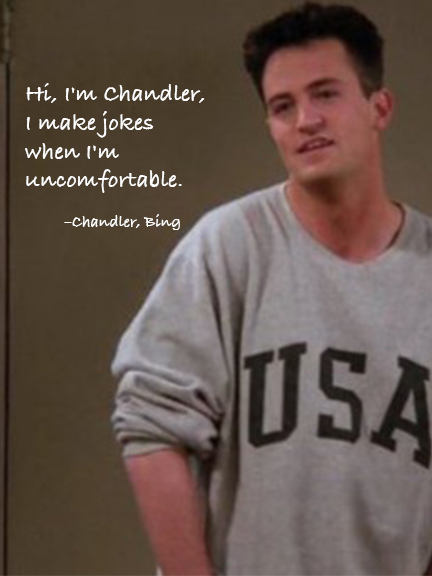 Hi, I'm Chandler,
I make jokes
when I'm
uncomfortable.
–Chandler, Bing
USA